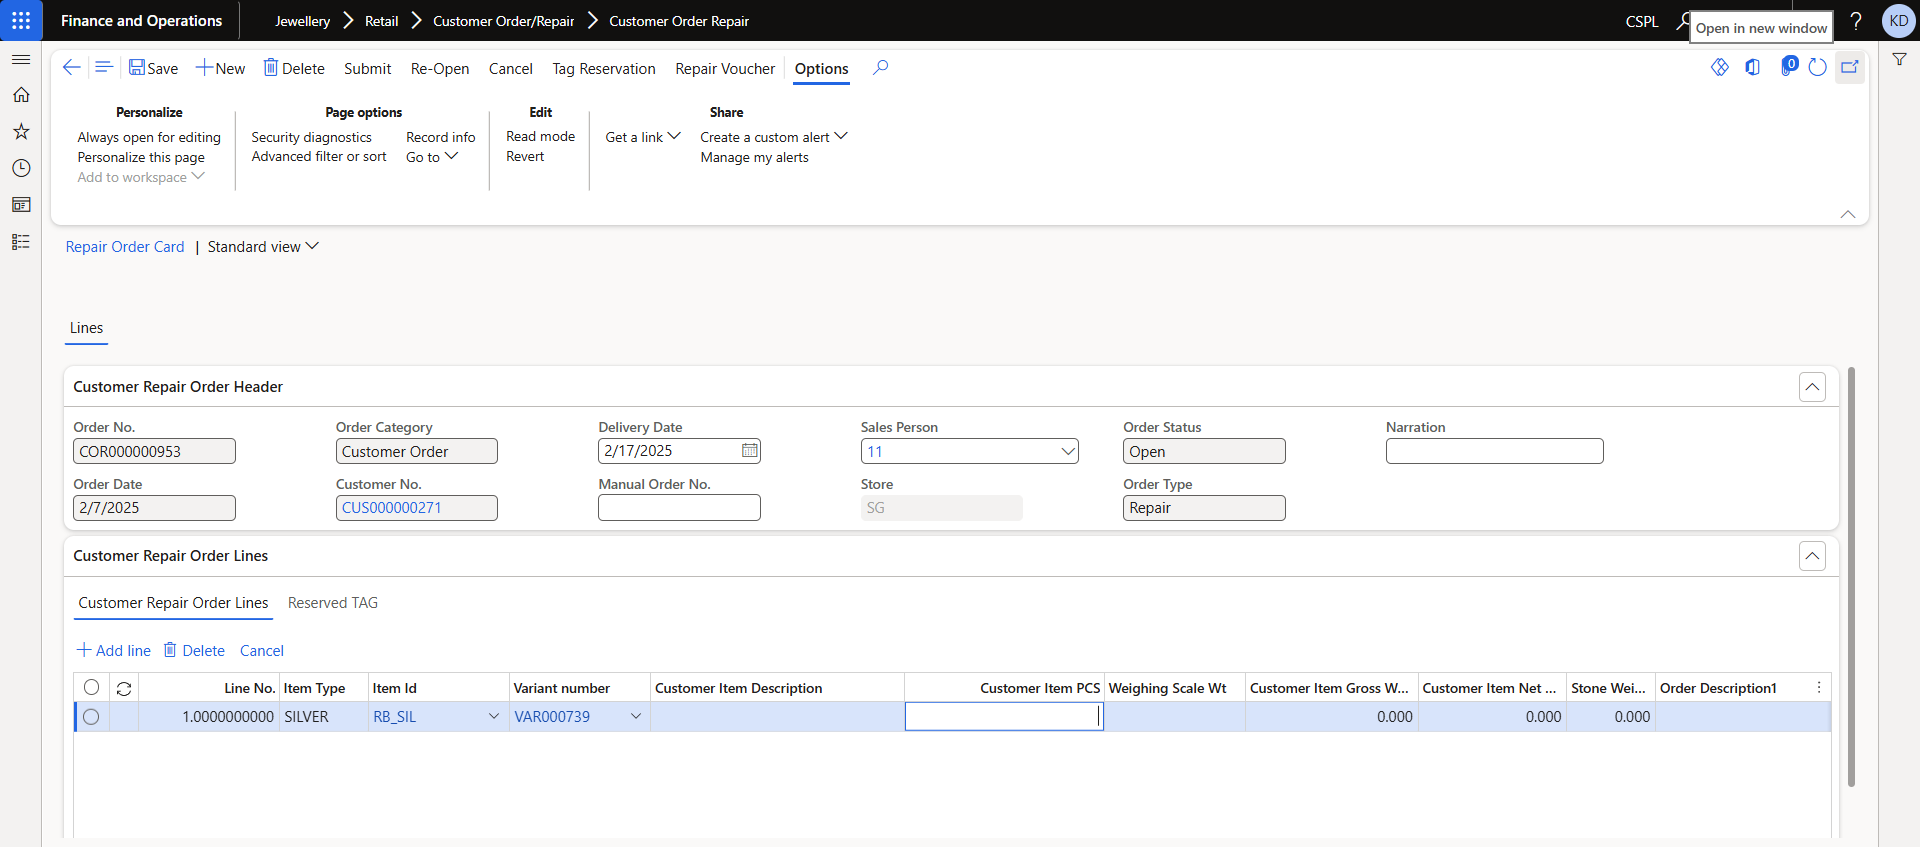 Finance and Operations
Jewellery Retail Customer Order/Repair Customer Order Repair
CSPL
Open in new window
?
KD
Save New Delete Submit Re-Open Cancel Tag Reservation Repair Voucher Options
0
Personalize
Always open for editing
Personalize this page
Add to workspace
Page options
Security diagnostics Record info
Advanced filter or sort Go to
Edit
Read mode
Revert
Get a link
Share
Create a custom alert
Manage my alerts
Repair Order Card | Standard view
Lines
Customer Repair Order Header
Order No. Order Category Delivery Date Sales Person Order Status Narration
COR000000953 Customer Order 2/17/2025 11 Open
Order Date Customer No. Manual Order No. Store Order Type
2/7/2025 CUS000000271 SG Repair
Customer Repair Order Lines
Customer Repair Order Lines Reserved TAG
Add line Delete Cancel
Line No. Item Type Item Id Variant number Customer Item Description Customer Item PCS Weighing Scale Wt Customer Item Gross W... Customer Item Net ... Stone Wei... Order Description1
1.0000000000 SILVER RB_SIL VAR000739 0.000 0.000 0.000